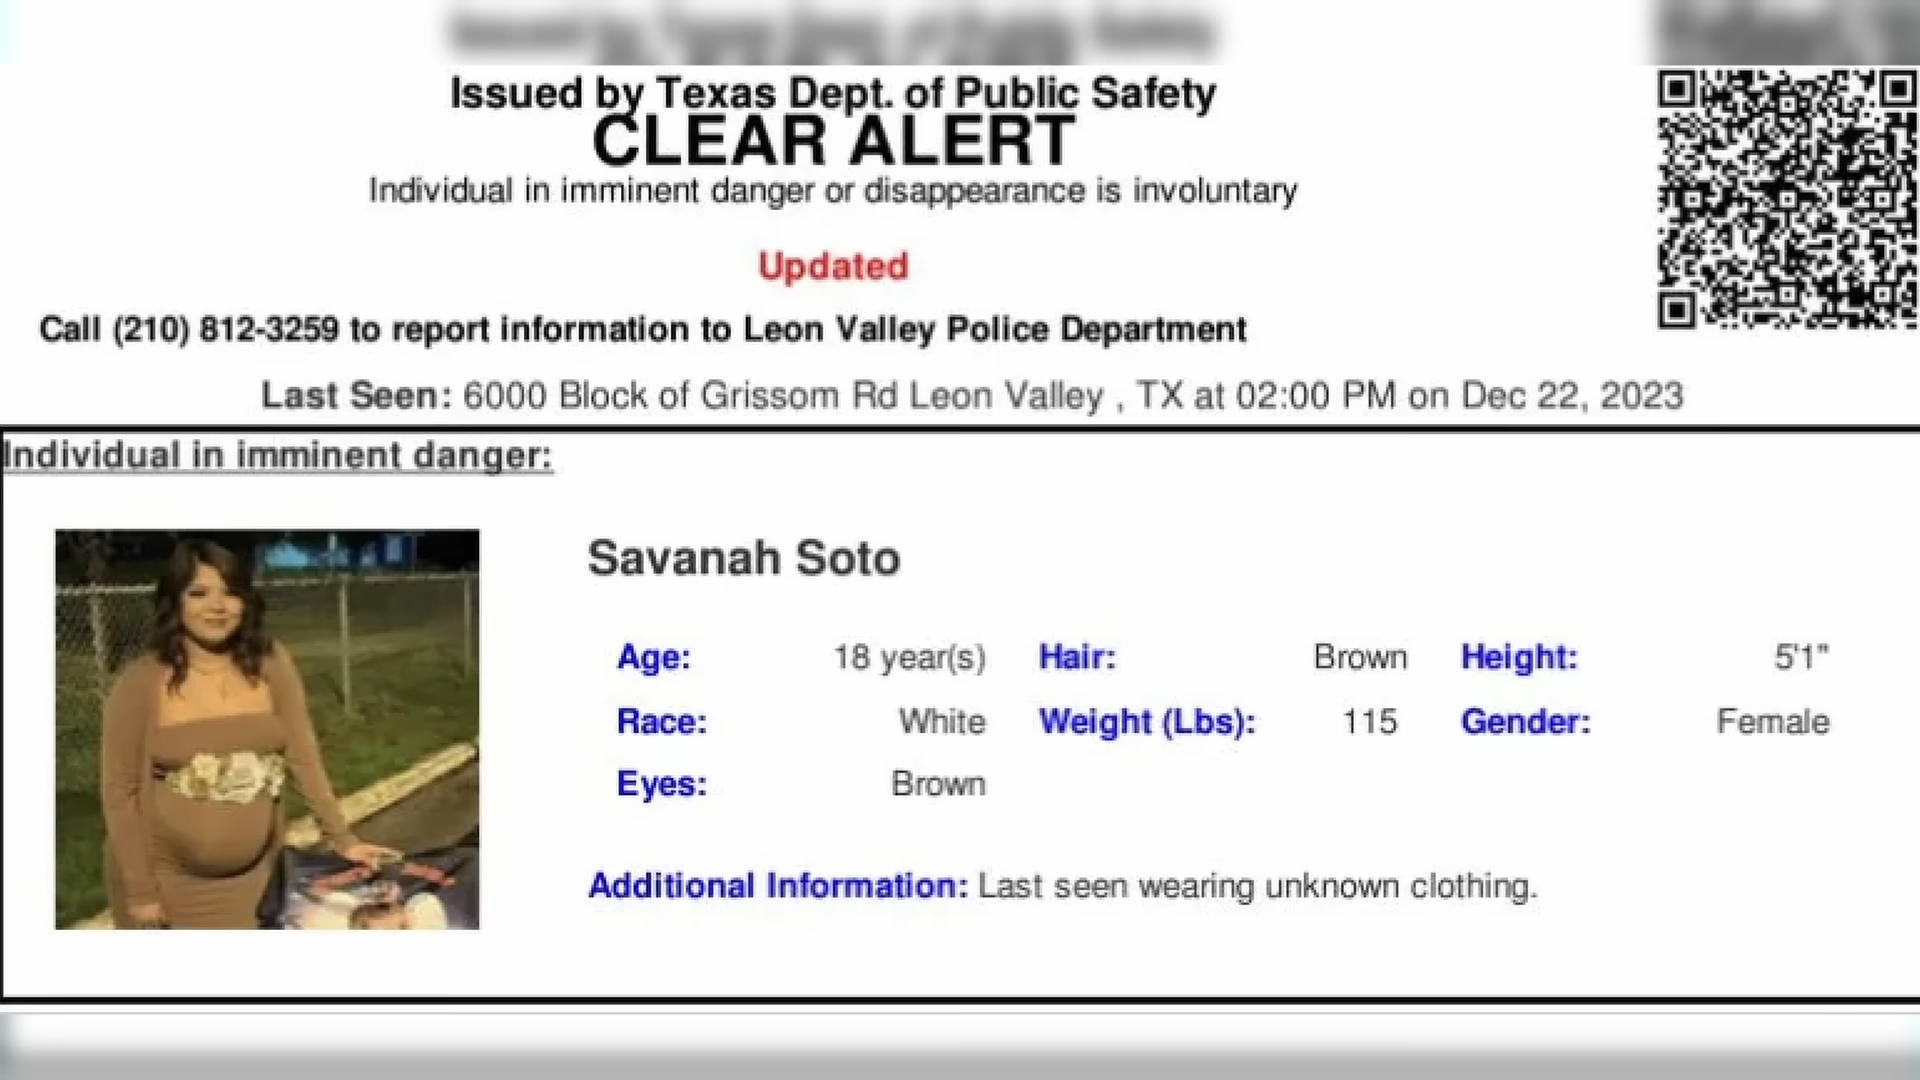 Issued by Texas Dept. of Public Safety
CLEAR ALERT
Individual in imminent danger or disappearance is involuntary
Updated
Call (210) 812-3259 to report information to Leon Valley Police Department
Last Seen: 6000 Block of Grissom Rd Leon Valley , TX at 02:00 PM on Dec 22, 2023
Individual in imminent danger:
Savanah Soto
Age: 18 year(s) Hair: Brown Height: 5'1"
Race: White Weight (Lbs): 115 Gender: Female
Eyes: Brown
Additional Information: Last seen wearing unknown clothing.